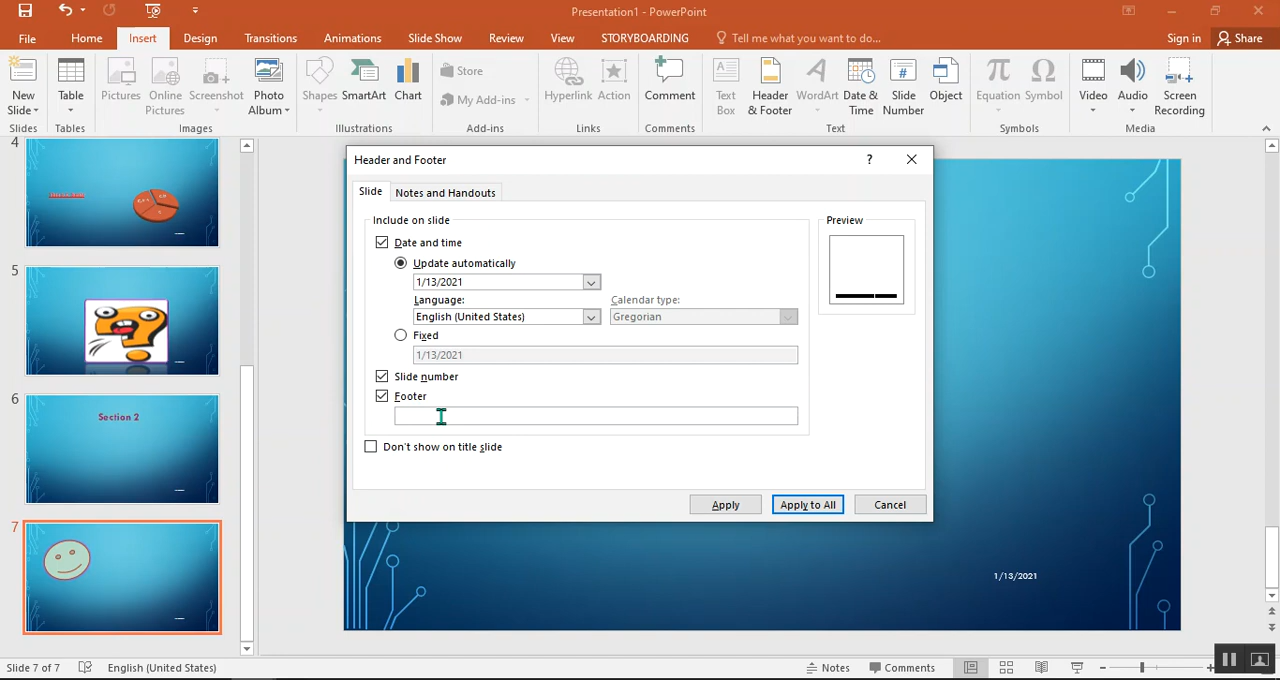 Presentation1 - PowerPoint
File Home Insert Design Transitions Animations Slide Show Review View STORYBOARDING Tell me what you want to do... Sign in Share
New Slide
Table
Pictures
Online Pictures
Screenshot
Photo Album
Shapes
SmartArt
Chart
Store
My Add-ins
Hyperlink
Action
Comment
Text Box
Header & Footer
WordArt
Date & Time
Slide Number
Object
Equation
Symbol
Video
Audio
Screen Recording
Slides Tables Images Illustrations Add-ins Links Comments Text Symbols Media
4
5
6
Section 2
7
Header and Footer
?
Slide Notes and Handouts
Include on slide
Preview
Date and time
Update automatically
1/13/2021
Language: Calendar type:
English (United States) Gregorian
Fixed
1/13/2021
Slide number
Footer
Don't show on title slide
Apply Apply to All Cancel
1/13/2021
Slide 7 of 7 English (United States) Notes Comments